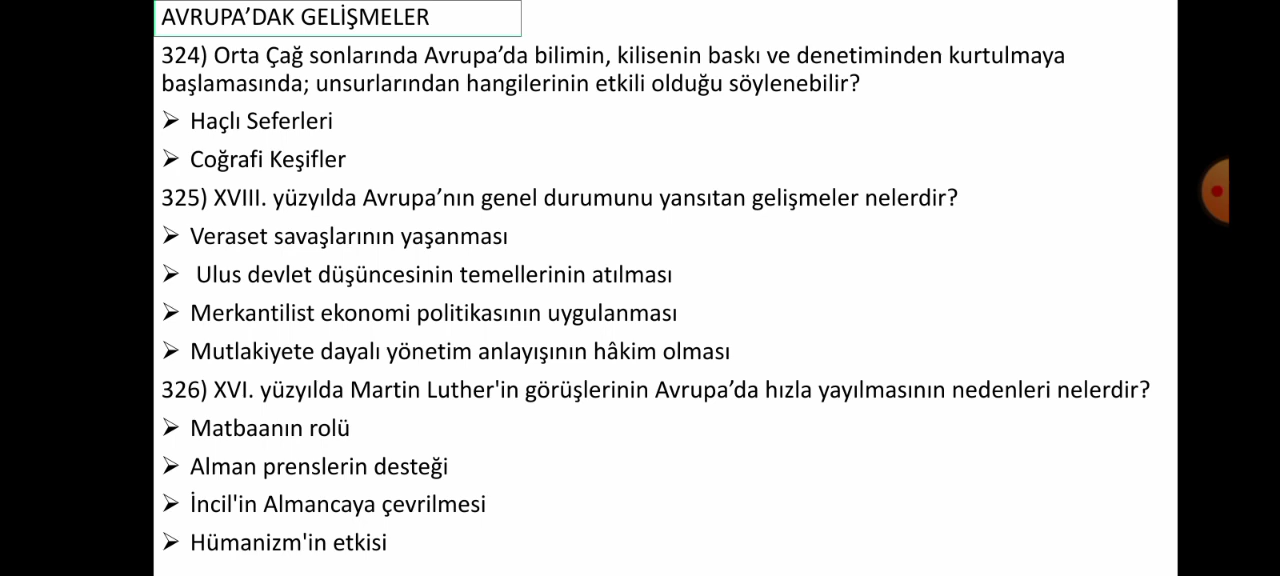 AVRUPA’DAK GELİŞMELER
324) Orta Çağ sonlarında Avrupa’da bilimin, kilisenin baskı ve denetiminden kurtulmaya
başlamasında; unsurlarından hangilerinin etkili olduğu söylenebilir?
➢ Haçlı Seferleri
➢ Coğrafi Keşifler
325) XVIII. yüzyılda Avrupa’nın genel durumunu yansıtan gelişmeler nelerdir?
➢ Veraset savaşlarının yaşanması
➢ Ulus devlet düşüncesinin temellerinin atılması
➢ Merkantilist ekonomi politikasının uygulanması
➢ Mutlakiyete dayalı yönetim anlayışının hâkim olması
326) XVI. yüzyılda Martin Luther'in görüşlerinin Avrupa’da hızla yayılmasının nedenleri nelerdir?
➢ Matbaanın rolü
➢ Alman prenslerin desteği
➢ İncil'in Almancaya çevrilmesi
➢ Hümanizm'in etkisi